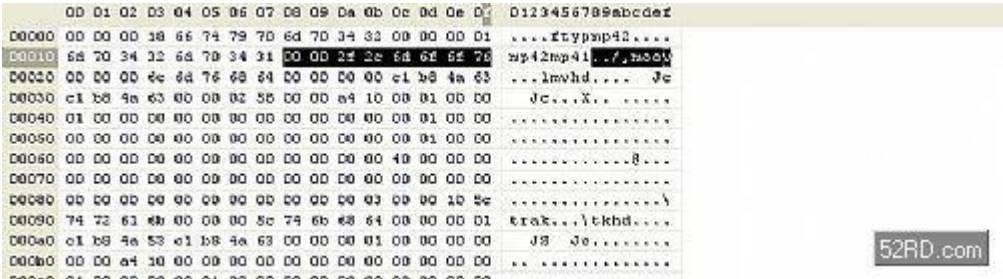 00 01 02 03 04 05 06 07 08 09 0a 0b 0c 0d 0e 0f 0123456789abcdef
00000 00 00 00 18 66 74 79 70 6d 70 34 32 00 00 00 01 ....ftypmp42....
00010 6d 70 34 32 6d 70 34 31 00 00 2f 2c 6d 6f 6f 76 mp42mp41../,moov
00020 00 00 00 6c 6d 76 68 64 00 00 00 00 c1 b8 4a 63 ...lmvhd.... Jc
00030 c1 b8 4a 63 00 00 02 58 00 00 a4 10 00 01 00 00 Jc...X.. .....
00040 01 00 00 00 00 00 00 00 00 00 00 00 00 01 00 00 ................
00050 00 00 00 00 00 00 00 00 00 00 00 00 00 01 00 00 ................
00060 00 00 00 00 00 00 00 00 00 00 00 00 40 00 00 00 ............@...
00070 00 00 00 00 00 00 00 00 00 00 00 00 00 00 00 00 ................
00080 00 00 00 00 00 00 00 00 00 00 00 03 00 00 10 5c ...............\
00090 74 72 61 6b 00 00 00 5c 74 6b 68 64 00 00 00 01 trak...\tkhd....
000a0 c1 b8 4a 53 c1 b8 4a 63 00 00 00 01 00 00 00 00 JS Jc........
000b0 00 00 a4 10 00 00 00 00 00 00 00 00 00 00 00 00 .. .............
52RD.com